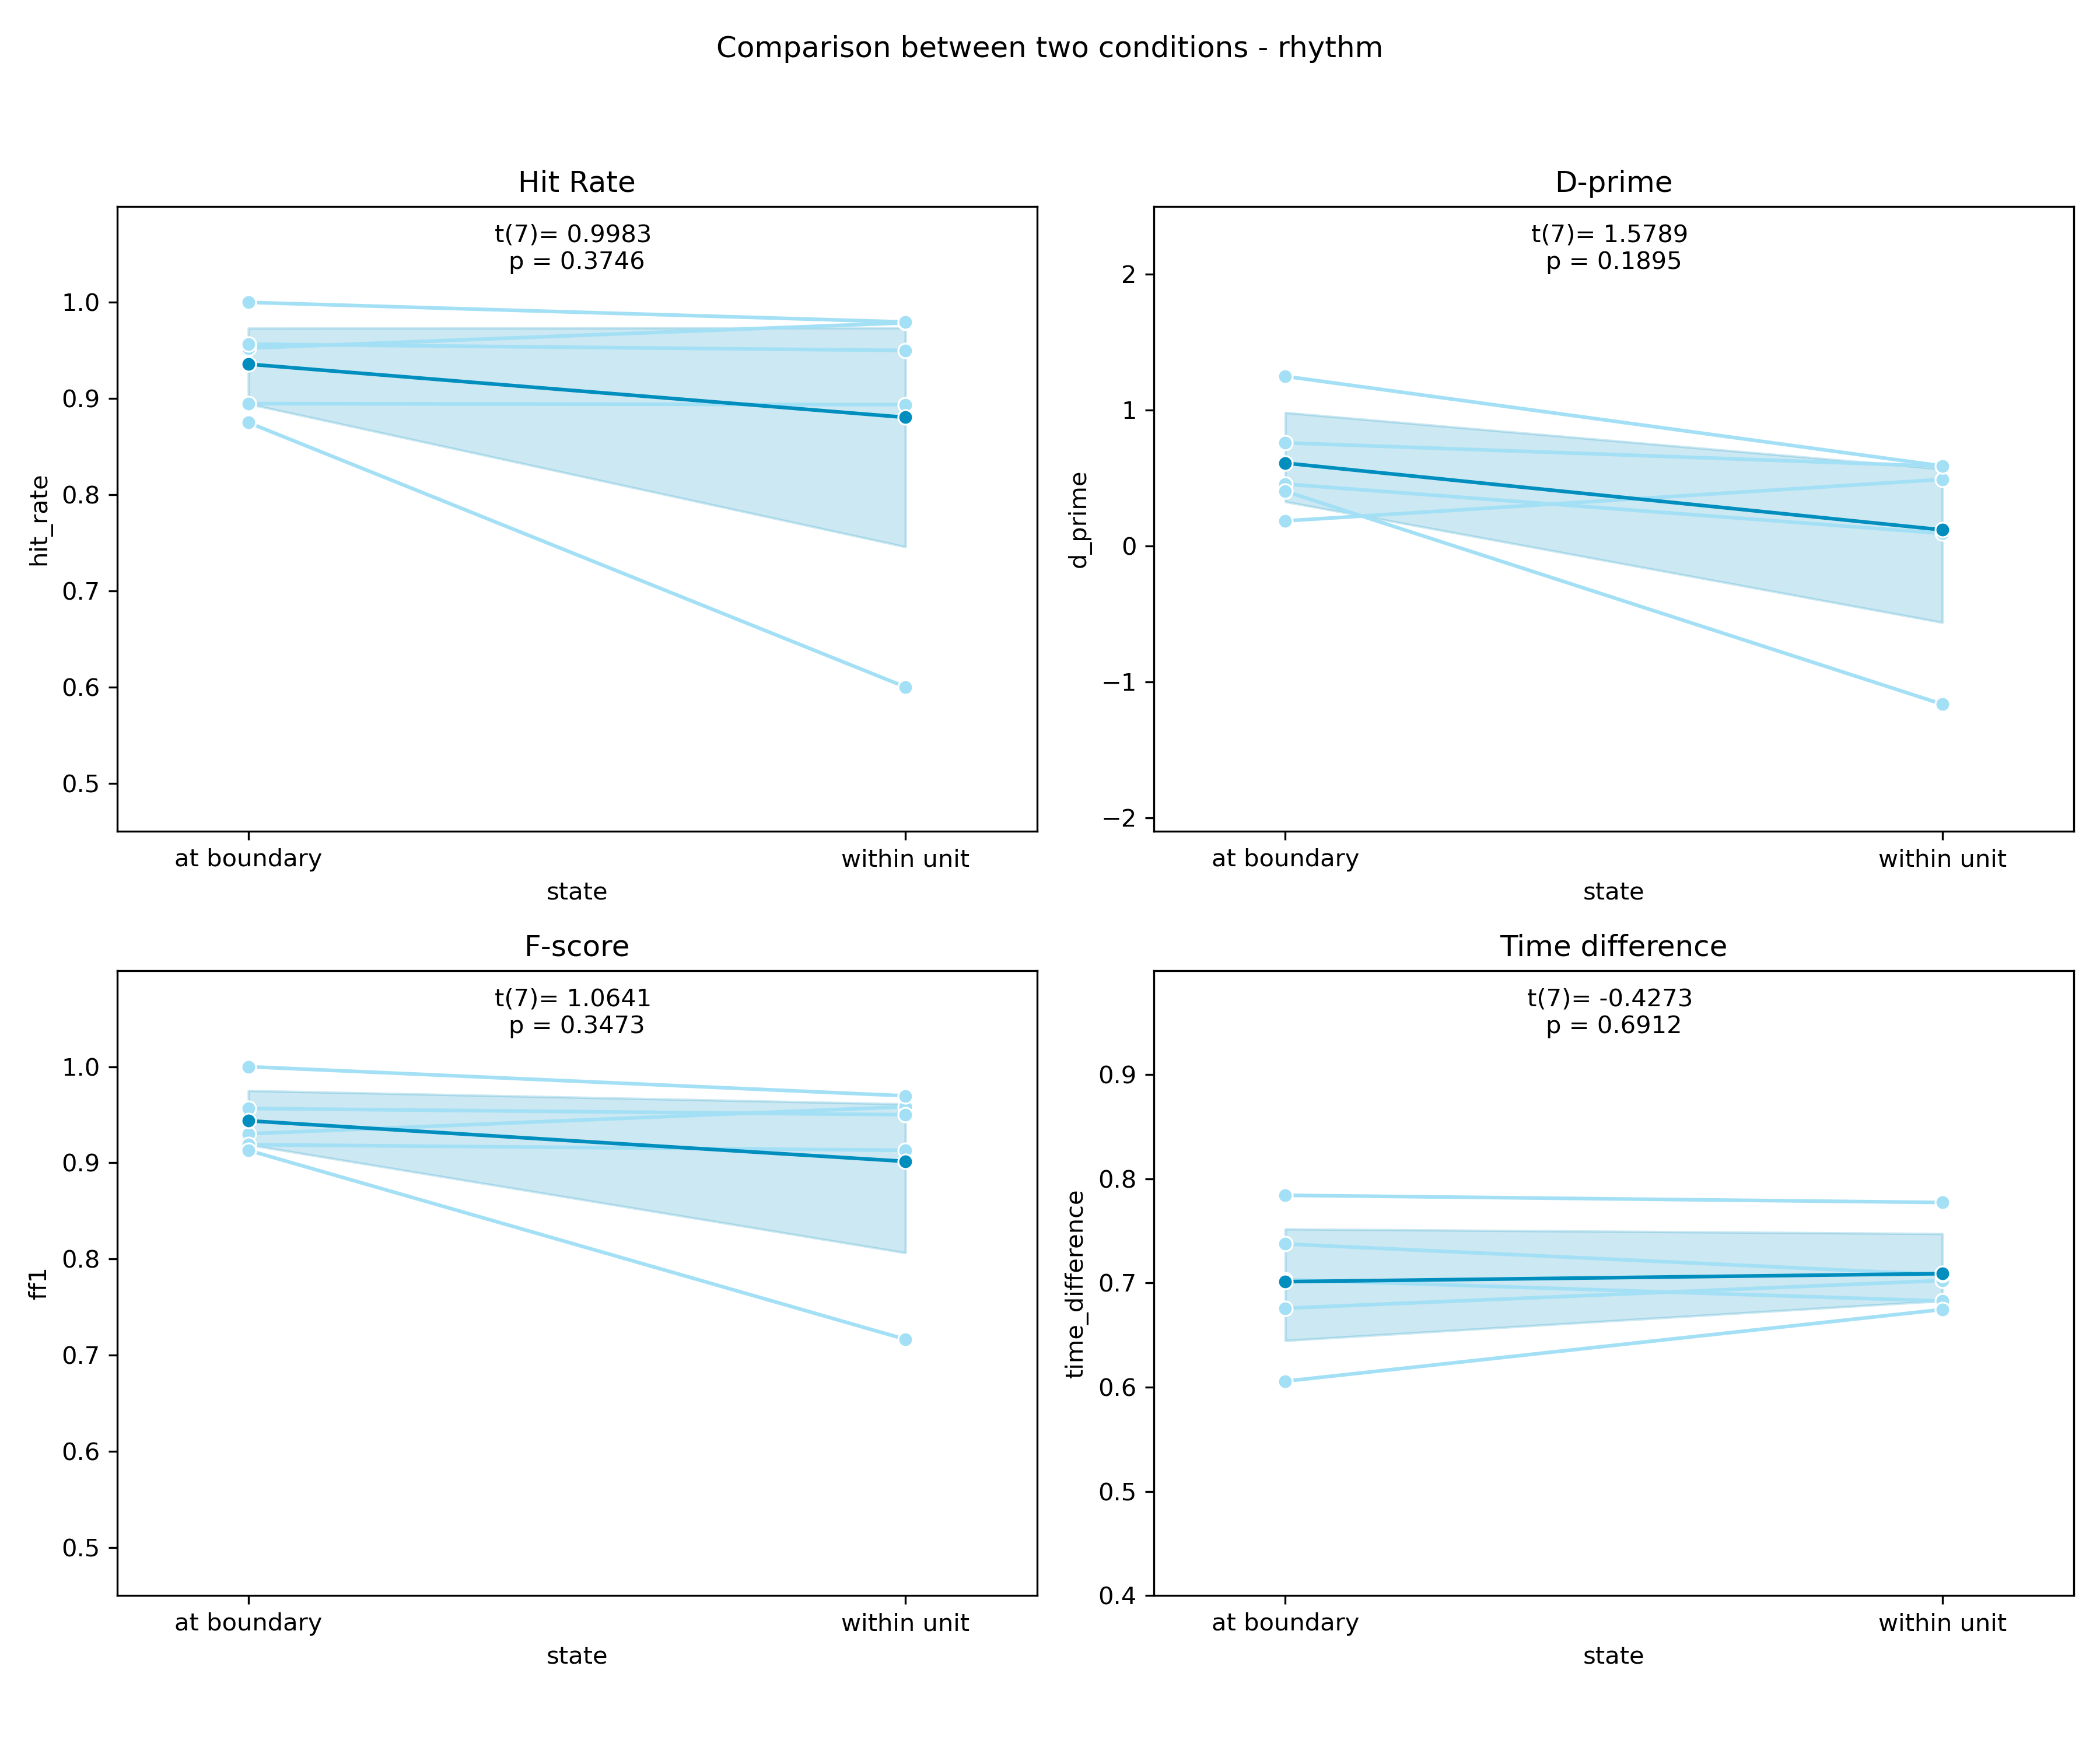 Comparison between two conditions - rhythm
Hit Rate
t(7)= 0.9983
p = 0.3746
1.0
0.9
0.8
0.7
0.6
0.5
hit_rate
at boundary
within unit
state
D-prime
t(7)= 1.5789
p = 0.1895
2
1
0
−1
−2
d_prime
at boundary
within unit
state
F-score
t(7)= 1.0641
p = 0.3473
1.0
0.9
0.8
0.7
0.6
0.5
ff1
at boundary
within unit
state
Time difference
t(7)= -0.4273
p = 0.6912
0.9
0.8
0.7
0.6
0.5
0.4
time_difference
at boundary
within unit
state